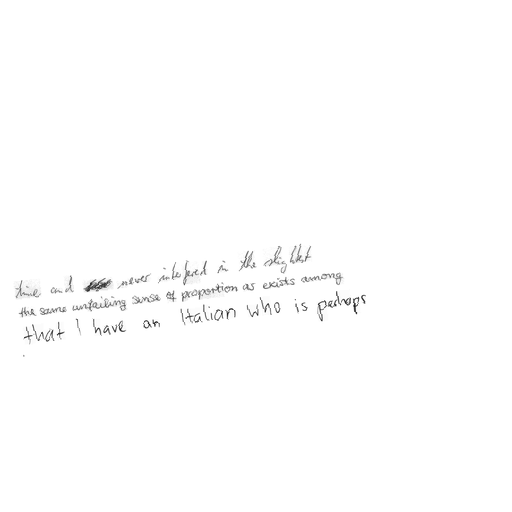 time and never interfered in the slightest
the same unfailing sense of proportion as exists among
that I have an Italian who is perhaps